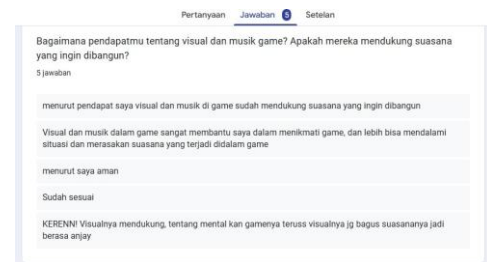 Pertanyaan Jawaban 5 Setelan
Bagaimana pendapatmu tentang visual dan musik game? Apakah mereka mendukung suasana
yang ingin dibangun?
5 jawaban
menurut pendapat saya visual dan musik di game sudah mendukung suasana yang ingin dibangun
Visual dan musik dalam game sangat membantu saya dalam menikmati game, dan lebih bisa mendalami
situasi dan merasakan suasana yang terjadi didalam game
menurut saya aman
Sudah sesuai
KERENN! Visualnya mendukung, tentang mental kan gamenya teruss visualnya jg bagus suasananya jadi
berasa anjay